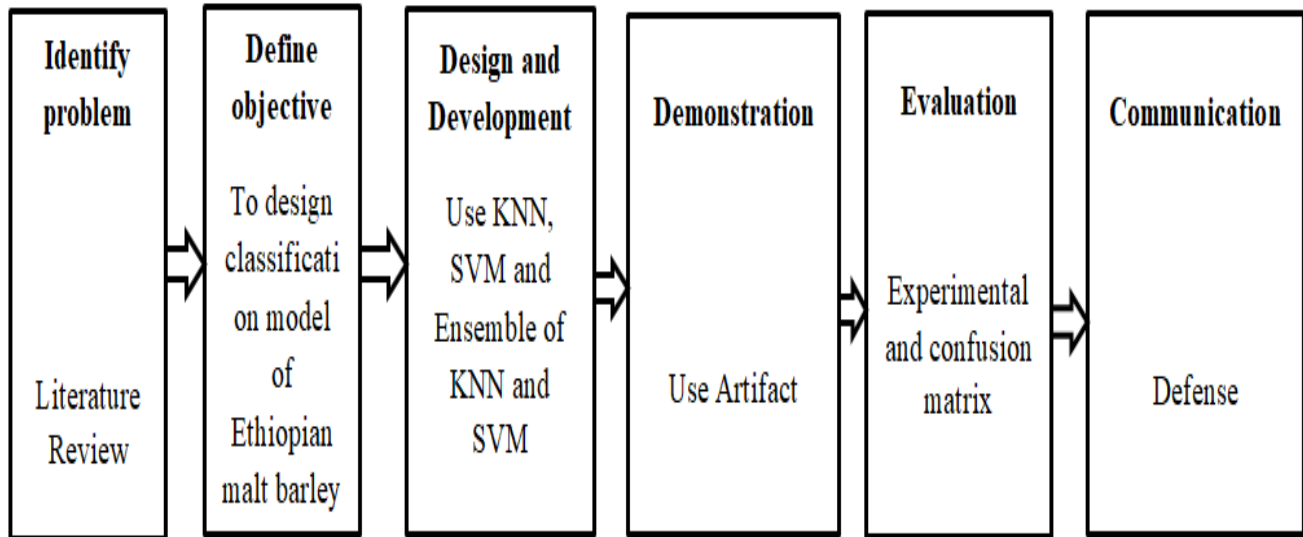 Identify
problem
Literature
Review
Define
objective
To design
classificati
on model
of
Ethiopian
malt barley
Design and
Development
Use KNN,
SVM and
Ensemble of
KNN and
SVM
Demonstration
Use Artifact
Evaluation
Experimental
and confusion
matrix
Communication
Defense